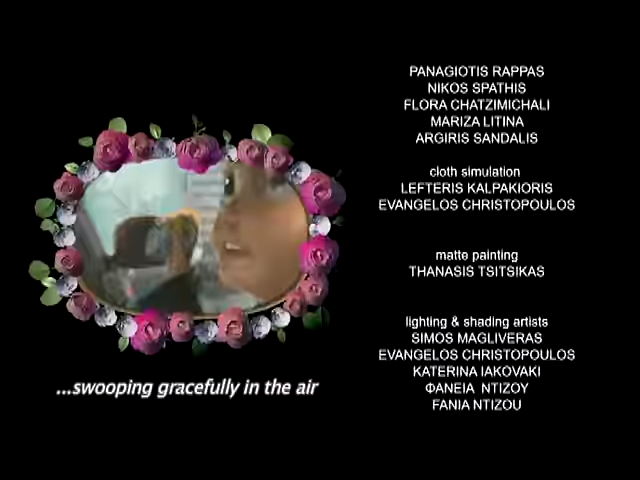 PANAGIOTIS RAPPAS
NIKOS SPATHIS
FLORA CHATZIMICHALI
MARIZA LITINA
ARGIRIS SANDALIS
cloth simulation
LEFTERIS KALPAKIORIS
EVANGELOS CHRISTOPOULOS
matte painting
THANASIS TSITSIKAS
lighting & shading artists
SIMOS MAGLIVERAS
EVANGELOS CHRISTOPOULOS
KATERINA IAKOVAKI
ΦΑΝΕΙΑ ΝΤΙΖΟΥ
FANIA NTIZOU
...swooping gracefully in the air